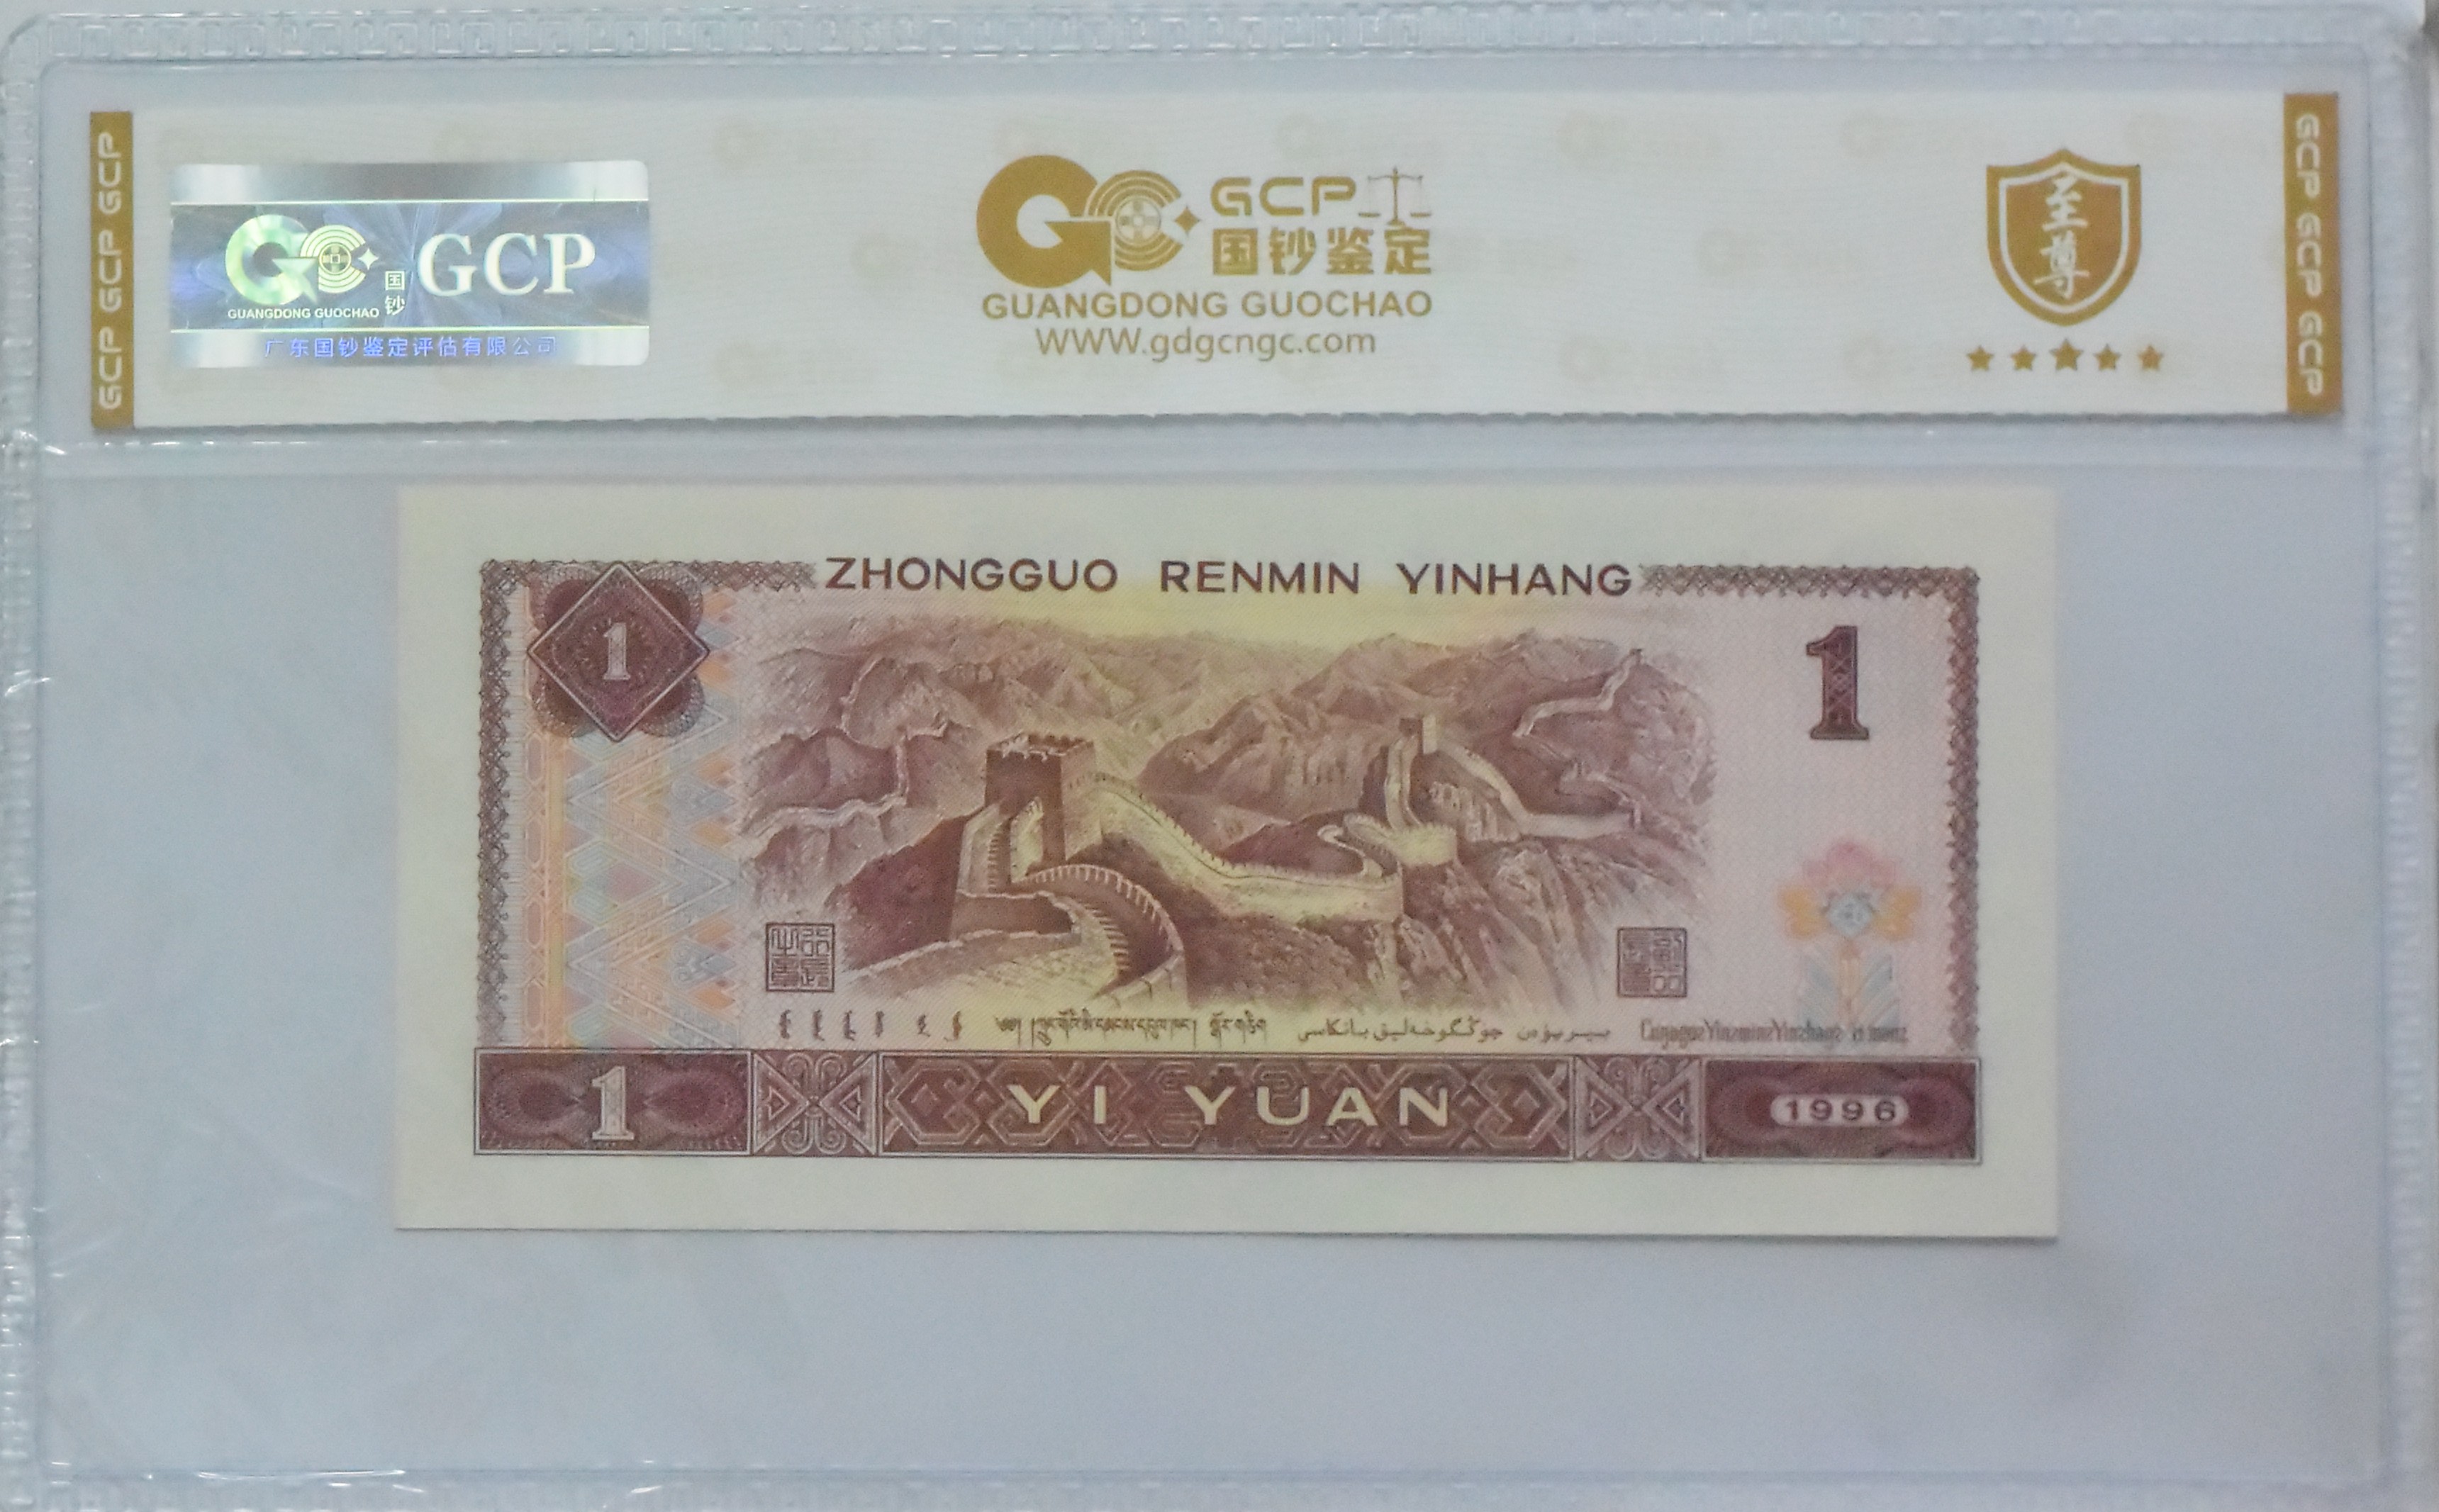 GCP GCP GCP
GCP
国钞
GUANGDONG GUOCHAO
广东国钞鉴定评估有限公司
GCP
国钞鉴定
GUANGDONG GUOCHAO
WWW.gdgcngc.com
至尊
GCP GCP GCP
ZHONGGUO RENMIN YINHANG
1
1
YI YUAN
1
1996